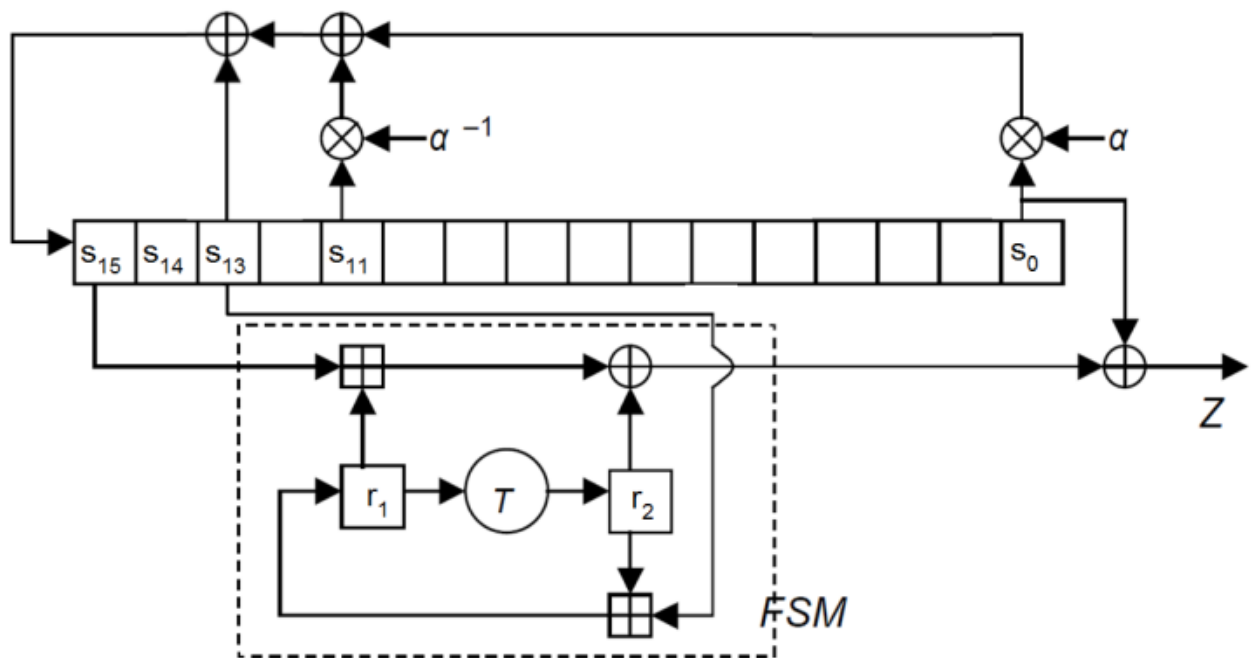 α⁻¹
α
s₁₅ s₁₄ s₁₃ s₁₁ s₀
Z
r₁ T r₂
FSM